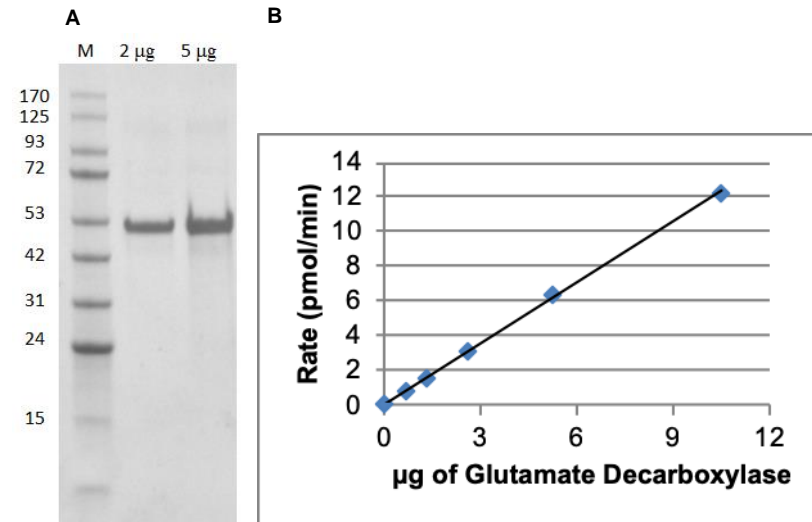 A
M 2 µg 5 µg
170
125
93
72
53
42
31
24
15
B
Rate (pmol/min)
14
12
10
8
6
4
2
0
0 3 6 9 12
µg of Glutamate Decarboxylase